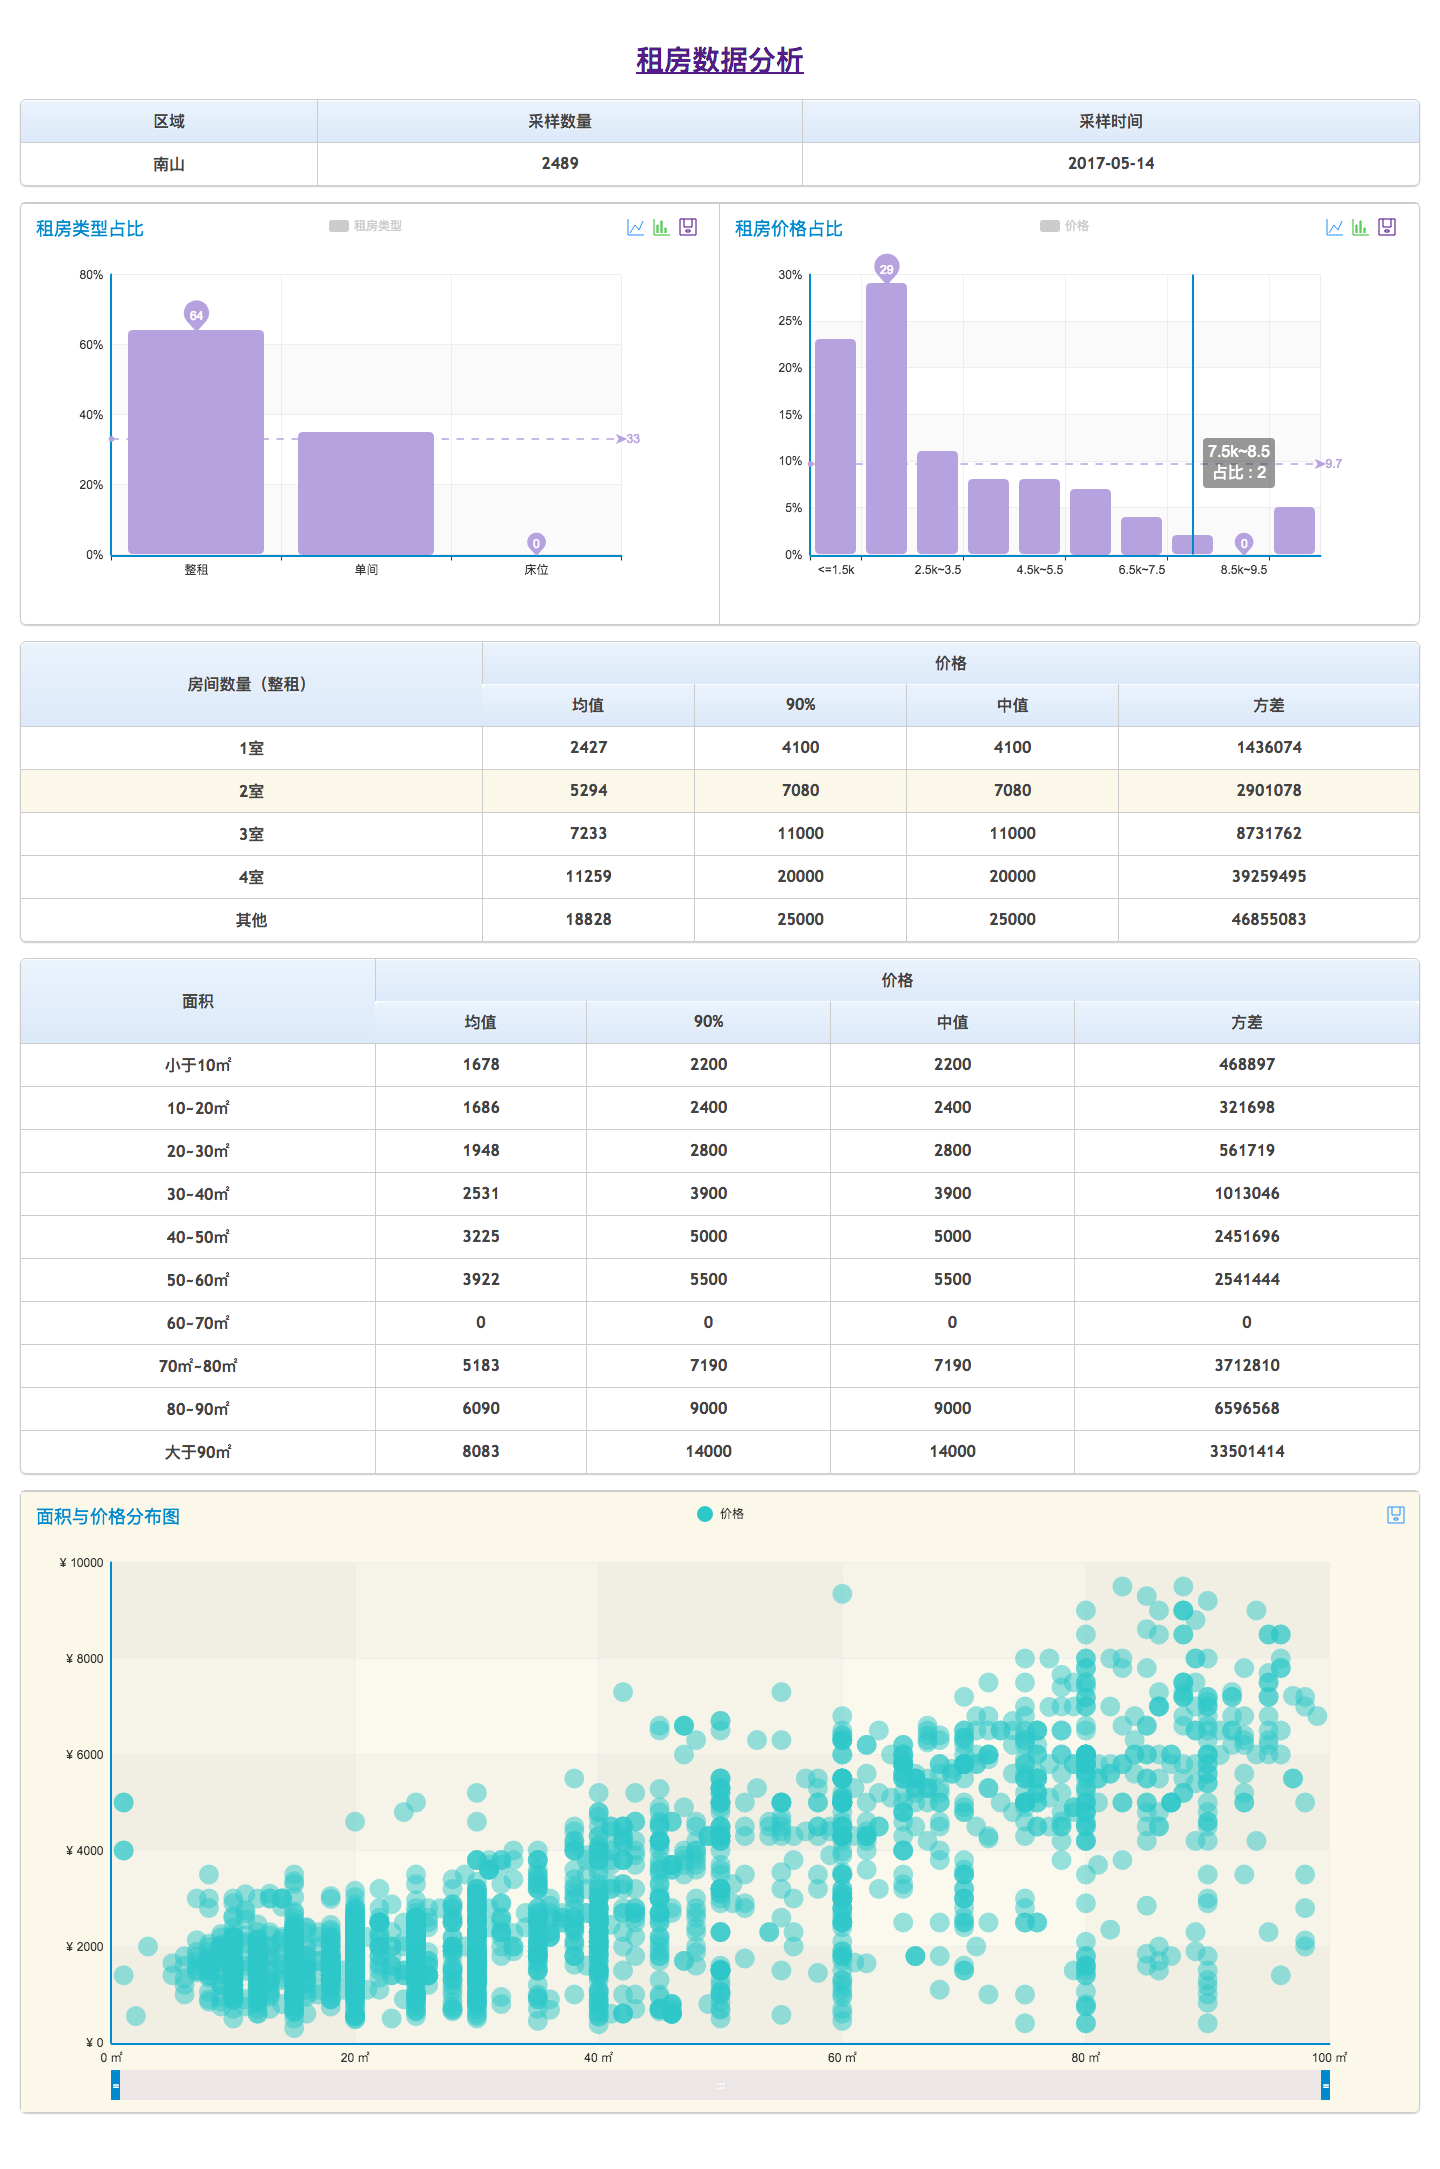 租房数据分析
区域 采样数量 采样时间
南山 2489 2017-05-14
租房类型占比 租房类型
80%
60%
40%
20%
0%
64
33
0
整租 单间 床位
租房价格占比 价格
30%
25%
20%
15%
10%
5%
0%
29
7.5k~8.5
占比 : 2
9.7
0
<=1.5k 2.5k~3.5 4.5k~5.5 6.5k~7.5 8.5k~9.5
房间数量（整租） 价格
均值 90% 中值 方差
1室 2427 4100 4100 1436074
2室 5294 7080 7080 2901078
3室 7233 11000 11000 8731762
4室 11259 20000 20000 39259495
其他 18828 25000 25000 46855083
面积 价格
均值 90% 中值 方差
小于10㎡ 1678 2200 2200 468897
10~20㎡ 1686 2400 2400 321698
20~30㎡ 1948 2800 2800 561719
30~40㎡ 2531 3900 3900 1013046
40~50㎡ 3225 5000 5000 2451696
50~60㎡ 3922 5500 5500 2541444
60~70㎡ 0 0 0 0
70㎡~80㎡ 5183 7190 7190 3712810
80~90㎡ 6090 9000 9000 6596568
大于90㎡ 8083 14000 14000 33501414
面积与价格分布图 价格
¥ 10000
¥ 8000
¥ 6000
¥ 4000
¥ 2000
¥ 0
0 ㎡ 20 ㎡ 40 ㎡ 60 ㎡ 80 ㎡ 100 ㎡